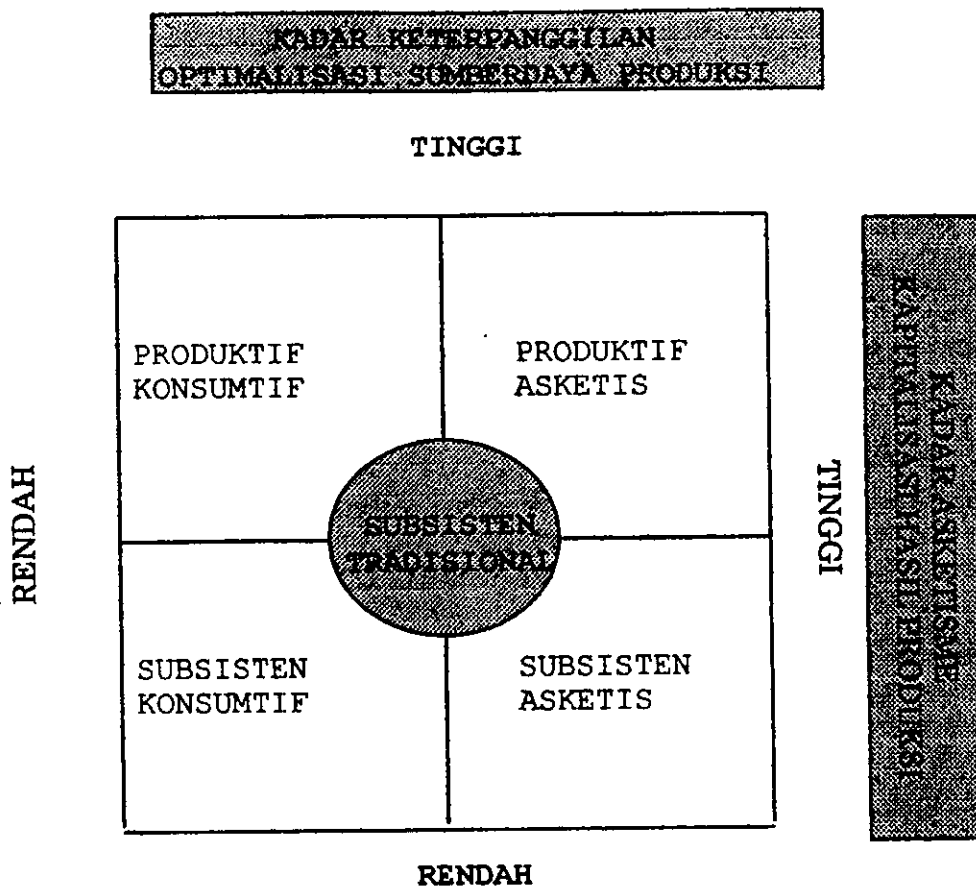 KADAR KETERPANGGILAN
OPTIMALISASI SUMBERDAYA PRODUKSI
TINGGI
PRODUKTIF
KONSUMTIF
PRODUKTIF
ASKETIS
RENDAH
SUBSISTEN
TRADISIONAL
TINGGI
KADAR ASKETISME
KAPITALISASI HASIL PRODUKSI
SUBSISTEN
KONSUMTIF
SUBSISTEN
ASKETIS
RENDAH